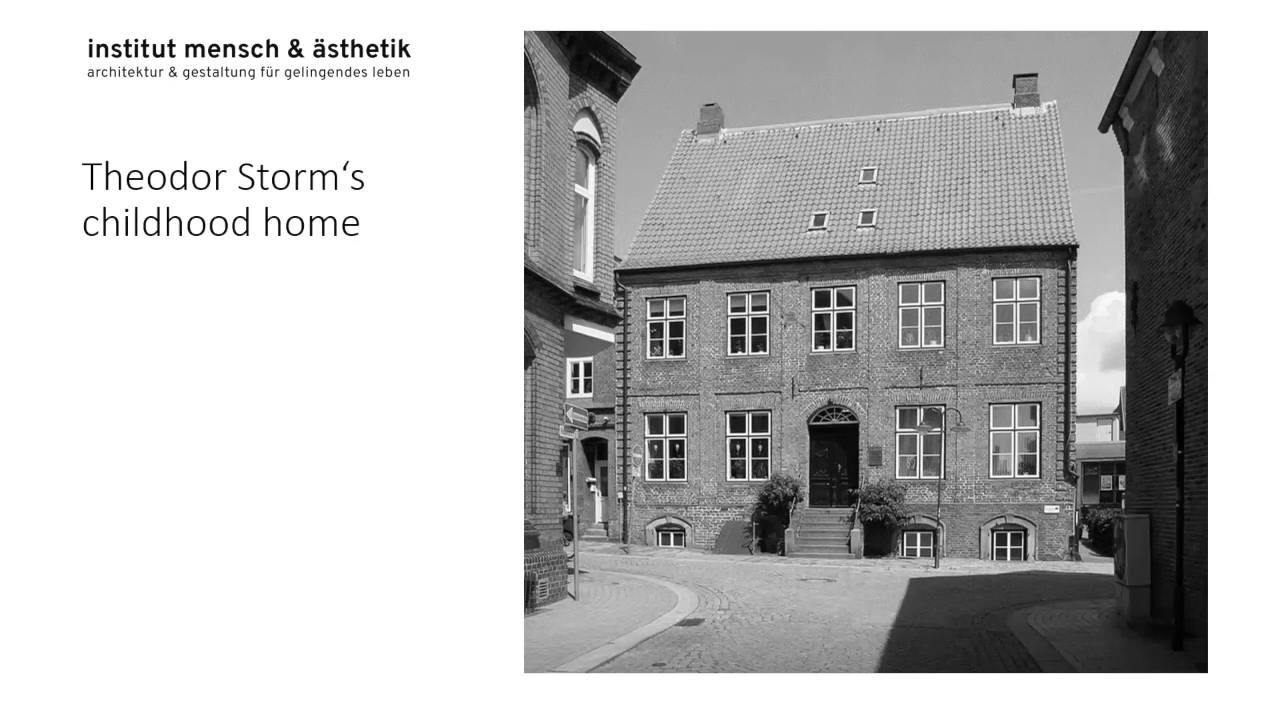 institut mensch & ästhetik
architektur & gestaltung für gelingendes leben
Theodor Storm‘s
childhood home